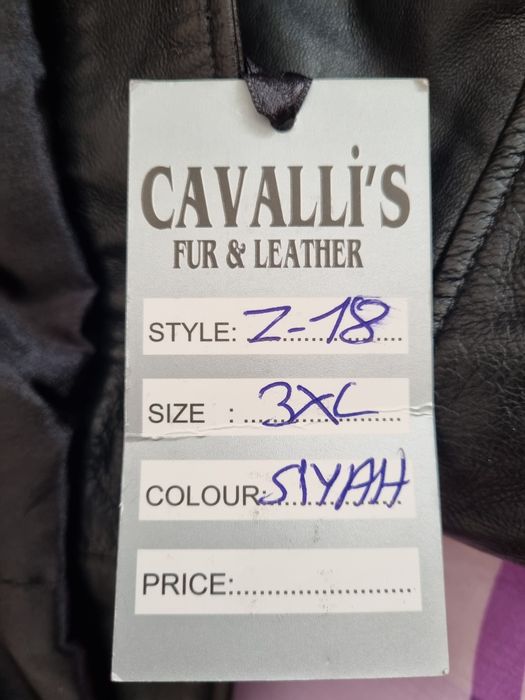 CAVALLi'S
FUR & LEATHER
STYLE: Z-18
SIZE : 3XL
COLOUR: SIYAH
PRICE: